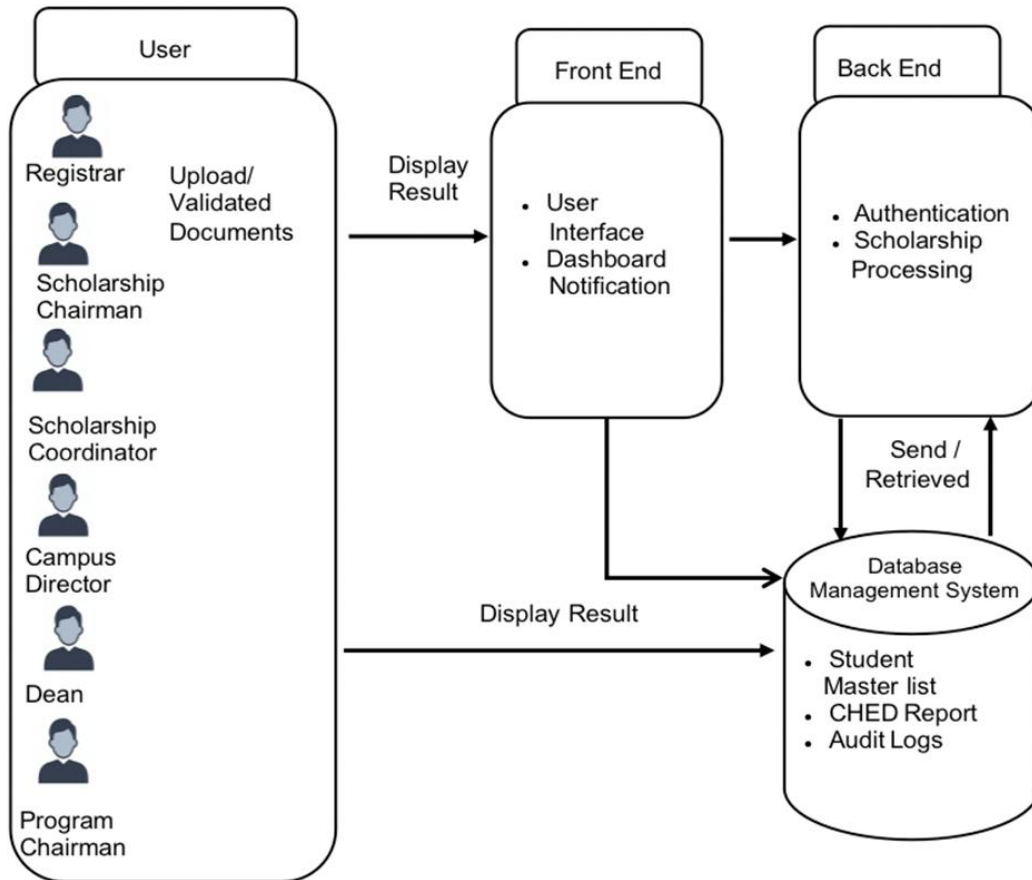 User
Registrar
Upload/
Validated
Documents
Scholarship
Chairman
Scholarship
Coordinator
Campus
Director
Dean
Program
Chairman
Display
Result
Front End
• User
Interface
• Dashboard
Notification
Back End
• Authentication
• Scholarship
Processing
Send /
Retrieved
Display Result
Database
Management System
• Student
Master list
• CHED Report
• Audit Logs